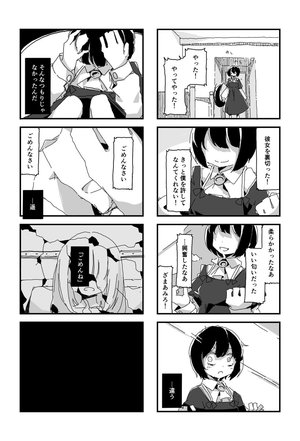 やった！
やってやった！
彼女を裏切った！
きっと僕を許して
なんてくれない！
柔らかかったなあ
いい匂いだった
興奮したなあ
ざまあみろ！
―違う
そんなつもりじゃ
なかったんだ
ごめんなさい
ごめんなさい
―違
「ごめんね」